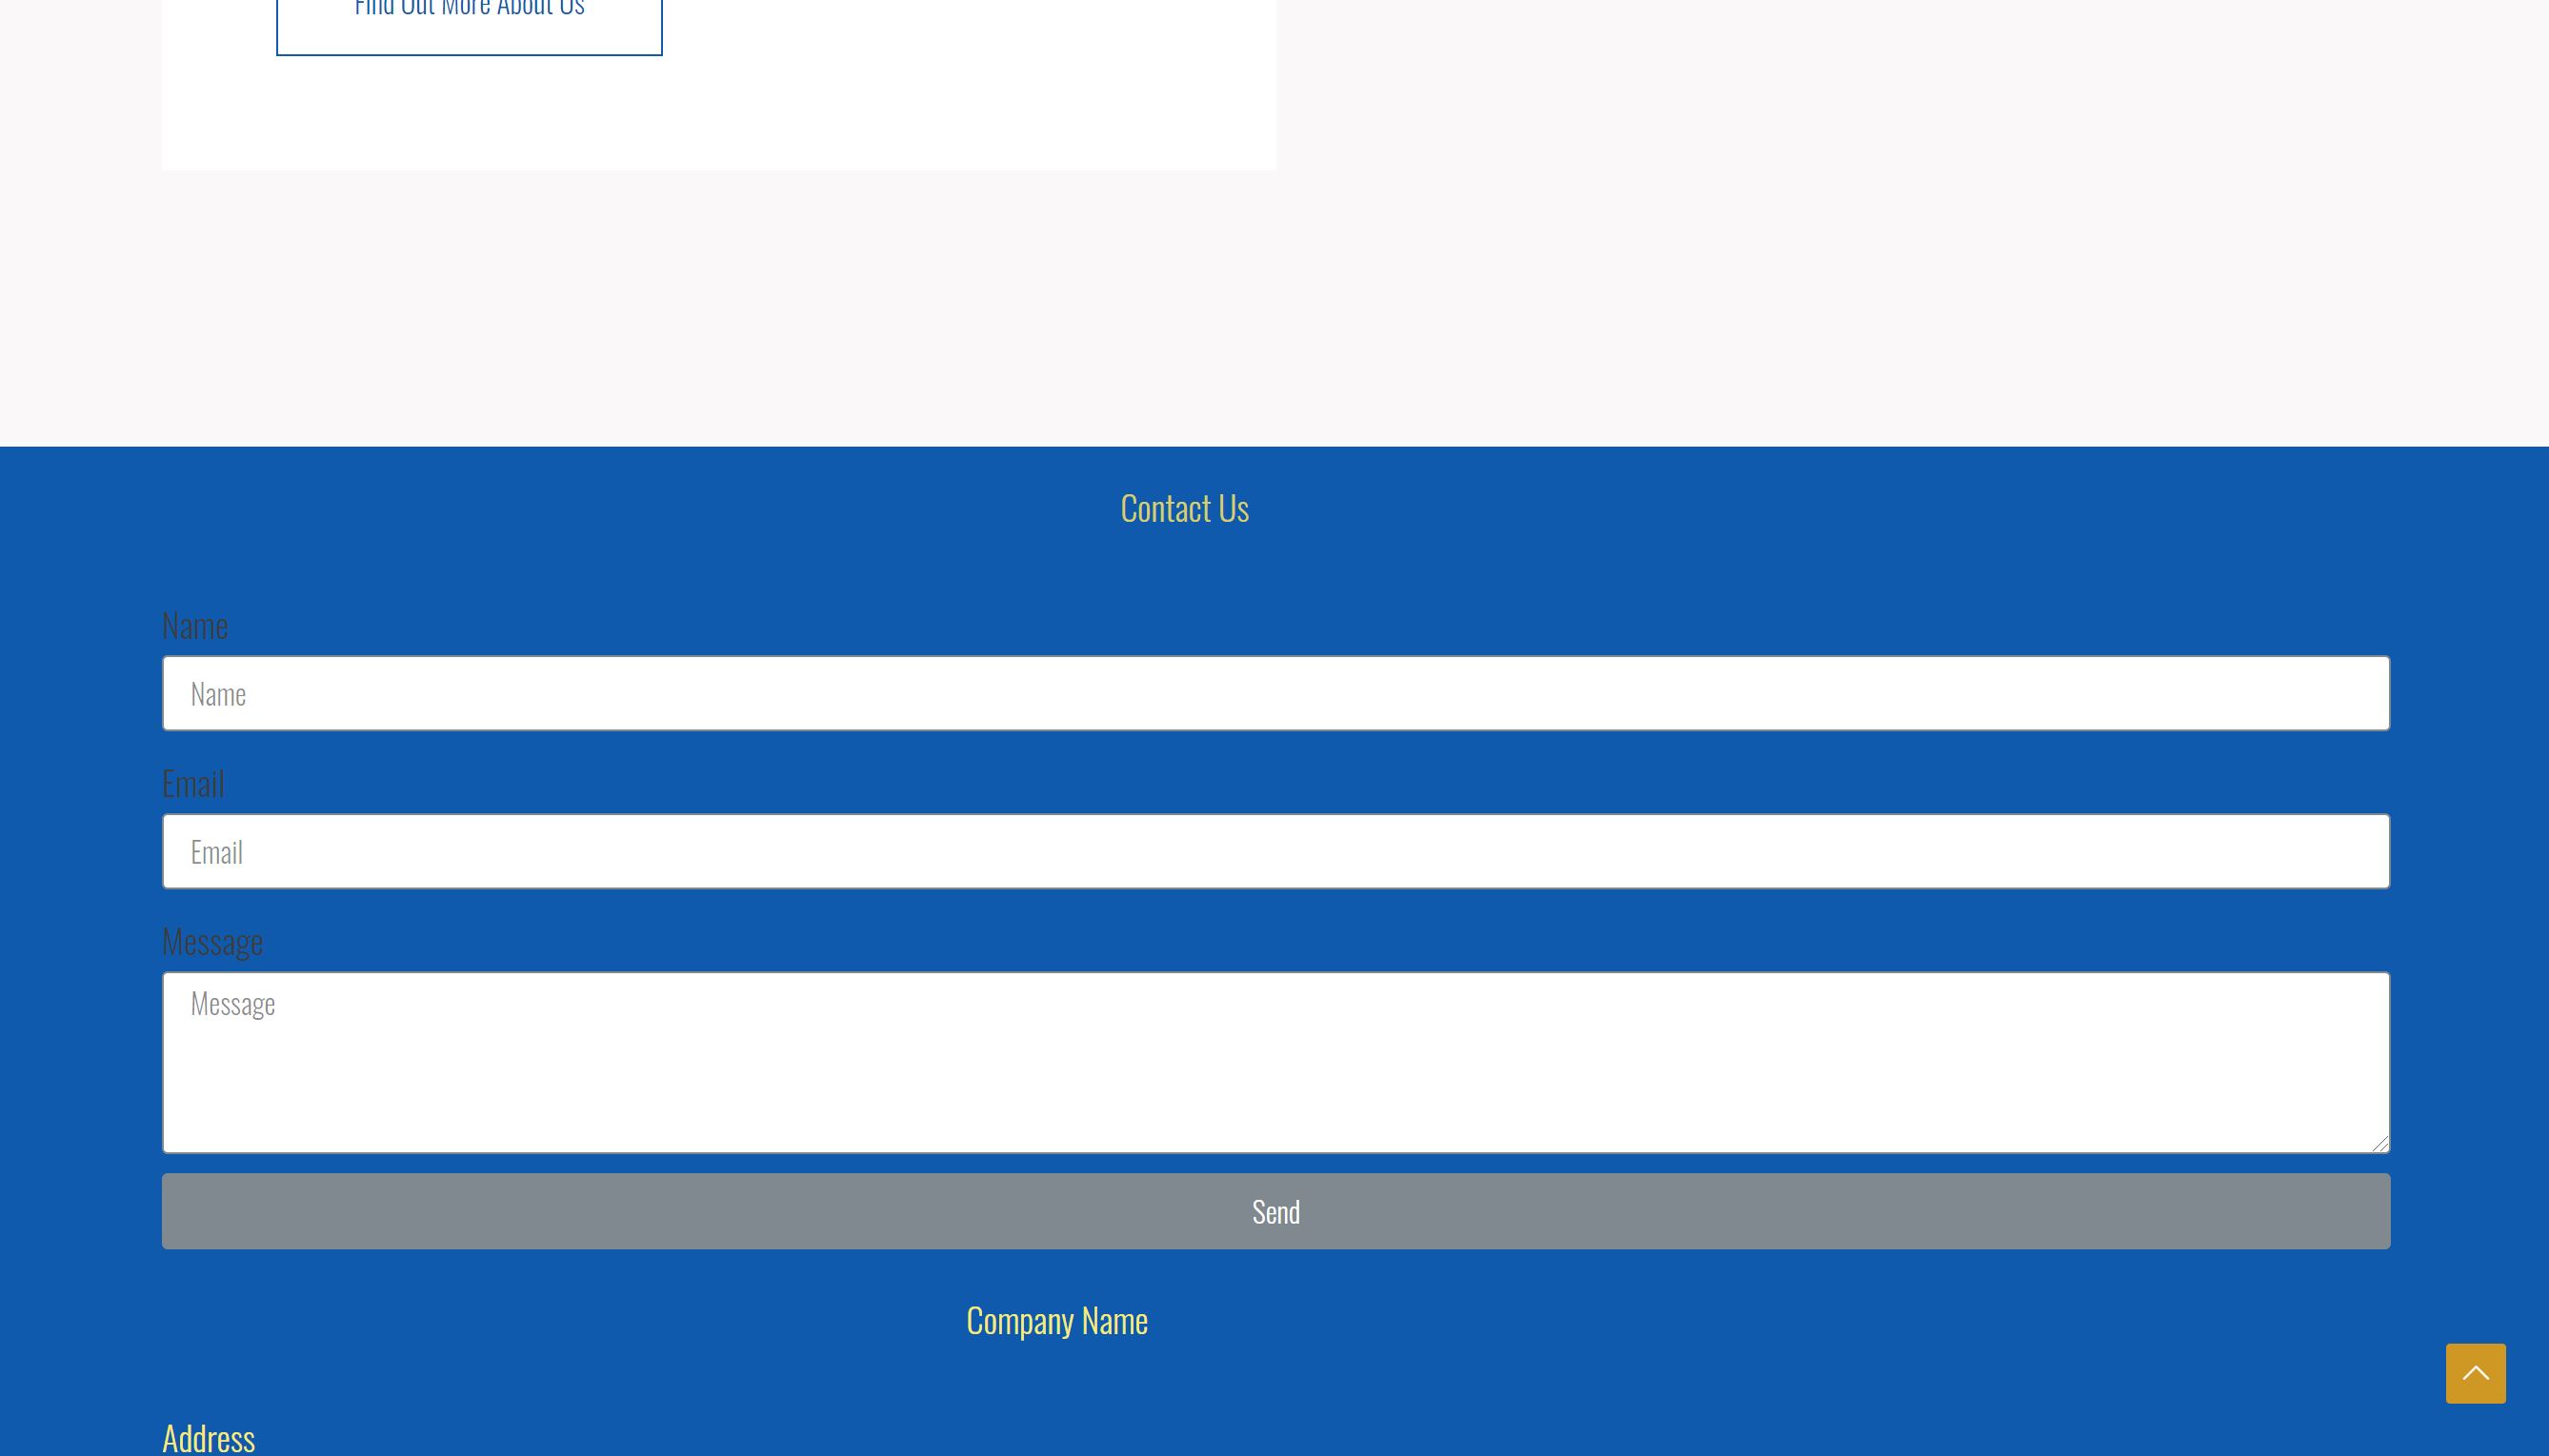 Find Out More About Us
Contact Us
Name
Name
Email
Email
Message
Message
Send
Company Name
Address